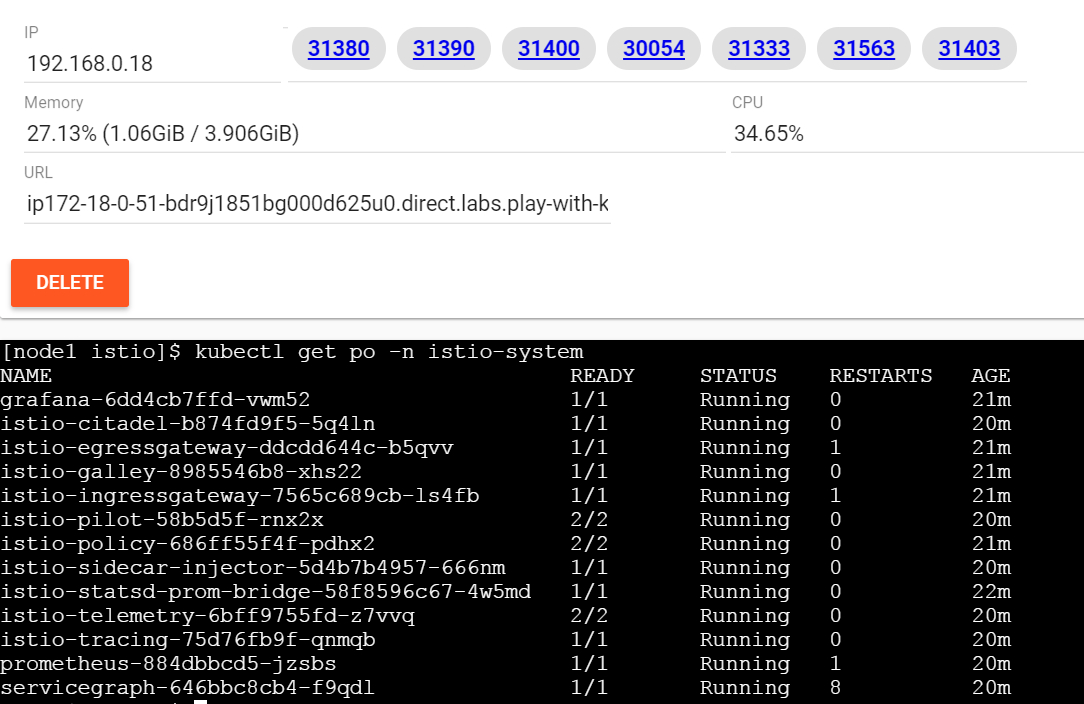 IP
192.168.0.18
31380 31390 31400 30054 31333 31563 31403
Memory
27.13% (1.06GiB / 3.906GiB)
CPU
34.65%
URL
ip172-18-0-51-bdr9j1851bg000d625u0.direct.labs.play-with-k
DELETE
[node1 istio]$ kubectl get po -n istio-system
NAME READY STATUS RESTARTS AGE
grafana-6dd4cb7ffd-vwm52 1/1 Running 0 21m
istio-citadel-b874fd9f5-5q4ln 1/1 Running 0 20m
istio-egressgateway-ddcdd644c-b5qvv 1/1 Running 1 21m
istio-galley-8985546b8-xhs22 1/1 Running 0 21m
istio-ingressgateway-7565c689cb-ls4fb 1/1 Running 1 21m
istio-pilot-58b5d5f-rnx2x 2/2 Running 0 20m
istio-policy-686ff55f4f-pdhx2 2/2 Running 0 21m
istio-sidecar-injector-5d4b7b4957-666nm 1/1 Running 0 20m
istio-statsd-prom-bridge-58f8596c67-4w5md 1/1 Running 0 22m
istio-telemetry-6bff9755fd-z7vvq 2/2 Running 0 20m
istio-tracing-75d76fb9f-qnmqb 1/1 Running 0 20m
prometheus-884dbbcd5-jzsbs 1/1 Running 1 20m
servicegraph-646bbc8cb4-f9qdl 1/1 Running 8 20m